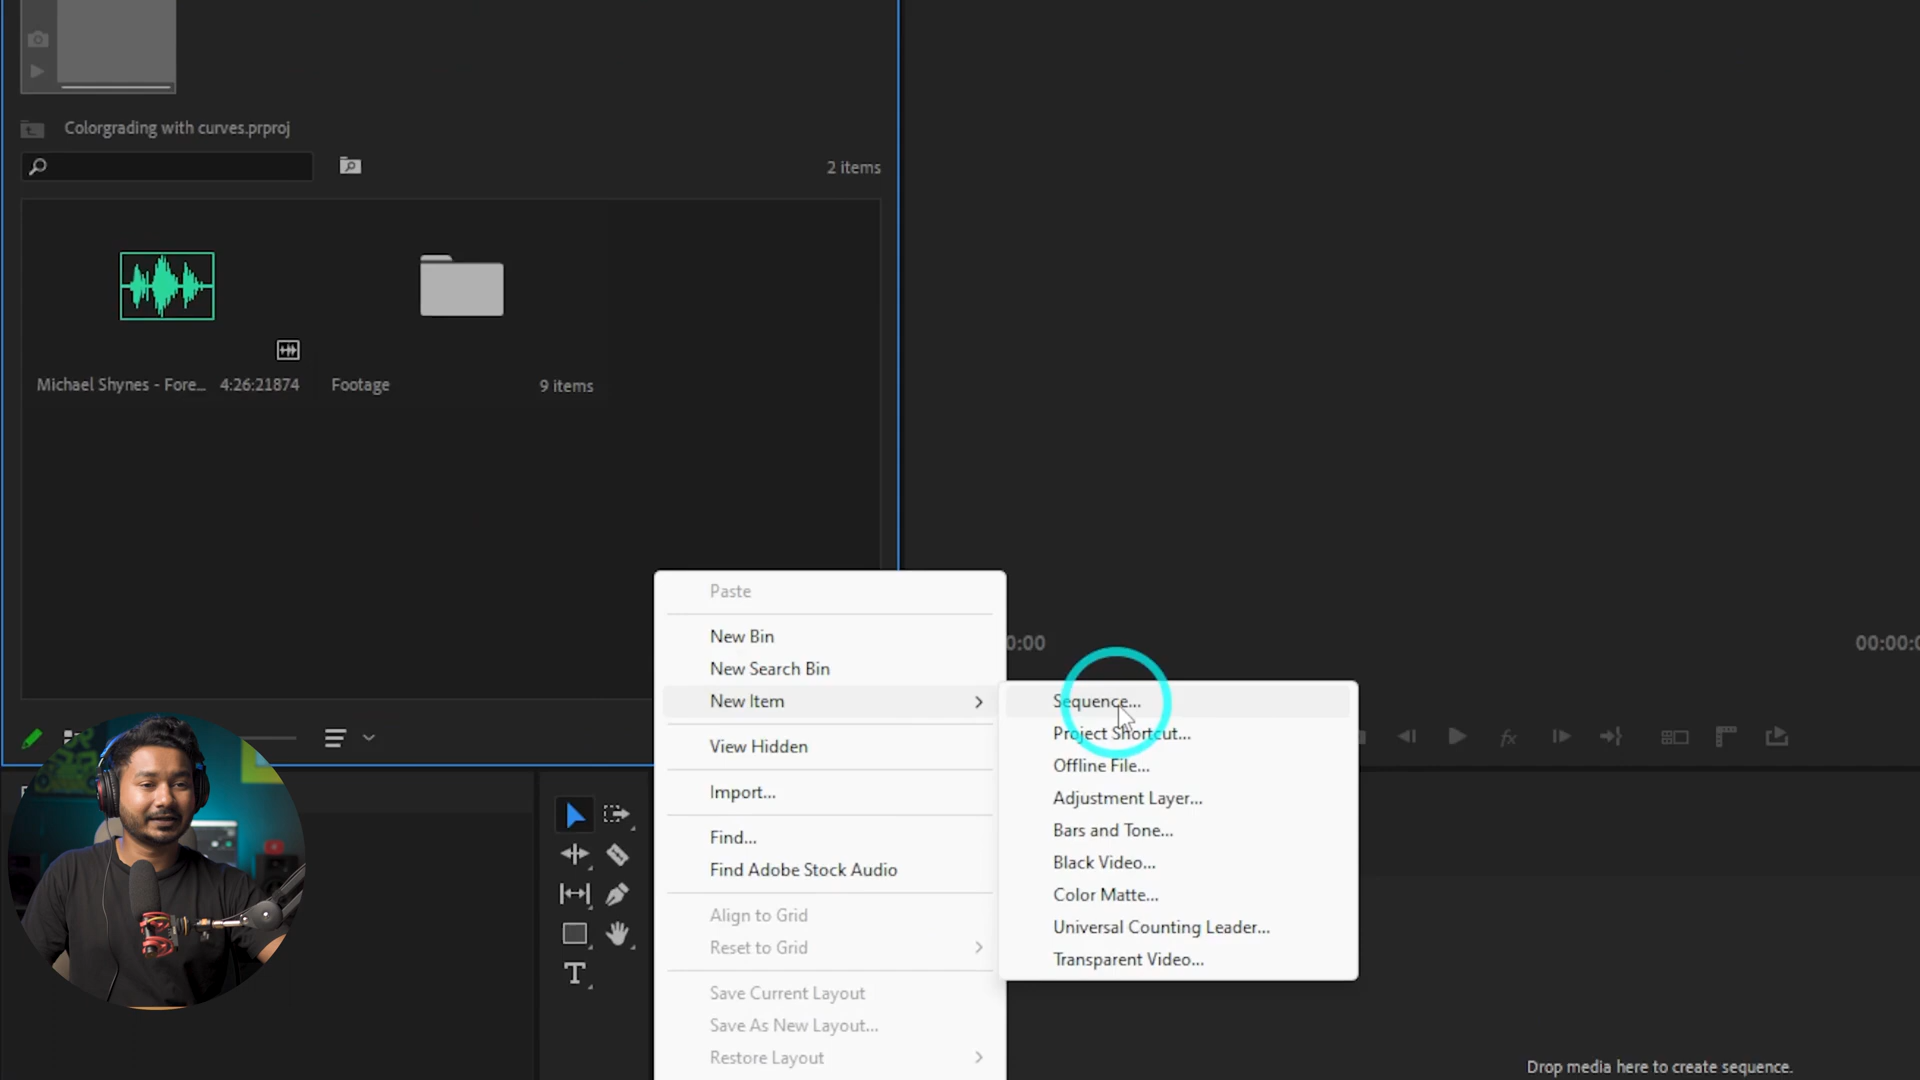 Colorgrading with curves.prproj
2 items
Michael Shynes - Fore... 4:26:21874
Footage 9 items
Paste
New Bin
New Search Bin
New Item
View Hidden
Import...
Find...
Find Adobe Stock Audio
Align to Grid
Reset to Grid
Save Current Layout
Save As New Layout...
Restore Layout
0:00
00:00:0
Sequence...
Project Shortcut...
Offline File...
Adjustment Layer...
Bars and Tone...
Black Video...
Color Matte...
Universal Counting Leader...
Transparent Video...
fx
T
Drop media here to create sequence.